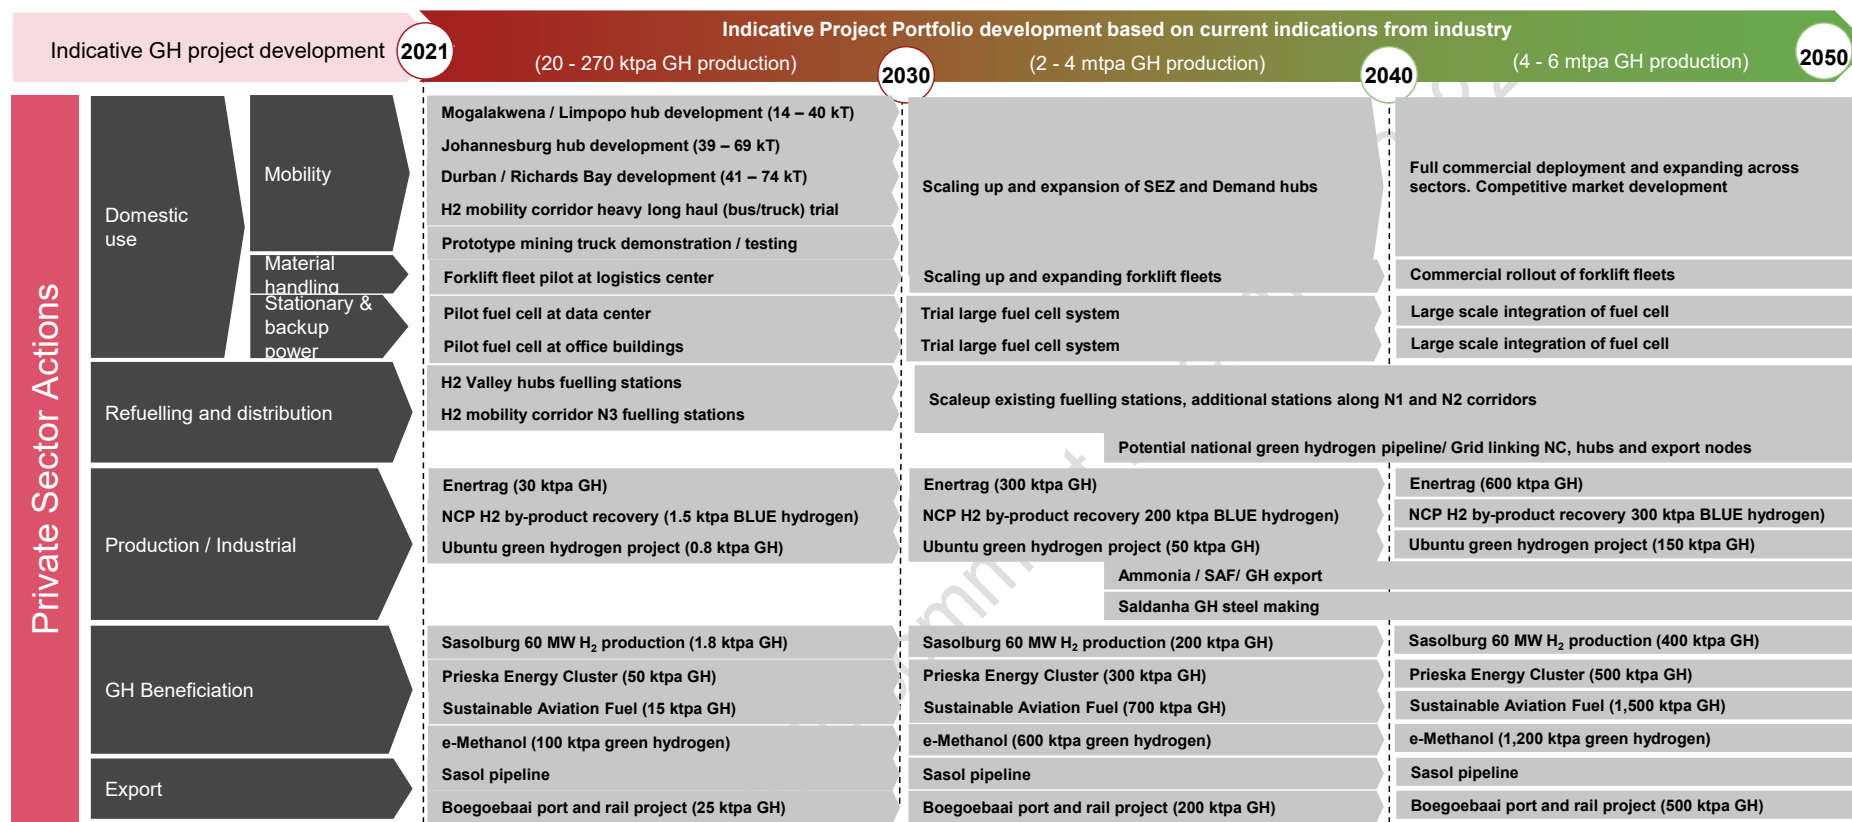 Indicative GH project development
2021
Indicative Project Portfolio development based on current indications from industry
(20 - 270 ktpa GH production)
2030
(2 - 4 mtpa GH production)
2040
(4 - 6 mtpa GH production)
2050
Private Sector Actions
Domestic
use
Mobility
Mogalakwena / Limpopo hub development (14 – 40 kT)
Johannesburg hub development (39 – 69 kT)
Durban / Richards Bay development (41 – 74 kT)
H2 mobility corridor heavy long haul (bus/truck) trial
Prototype mining truck demonstration / testing
Scaling up and expansion of SEZ and Demand hubs
Full commercial deployment and expanding across
sectors. Competitive market development
Material
handling
Forklift fleet pilot at logistics center
Scaling up and expanding forklift fleets
Commercial rollout of forklift fleets
Stationary &
backup
power
Pilot fuel cell at data center
Trial large fuel cell system
Large scale integration of fuel cell
Pilot fuel cell at office buildings
Trial large fuel cell system
Large scale integration of fuel cell
Refuelling and distribution
H2 Valley hubs fuelling stations
H2 mobility corridor N3 fuelling stations
Scaleup existing fuelling stations, additional stations along N1 and N2 corridors
Potential national green hydrogen pipeline/ Grid linking NC, hubs and export nodes
Production / Industrial
Enertrag (30 ktpa GH)
Enertrag (300 ktpa GH)
Enertrag (600 ktpa GH)
NCP H2 by-product recovery (1.5 ktpa BLUE hydrogen)
NCP H2 by-product recovery 200 ktpa BLUE hydrogen)
NCP H2 by-product recovery 300 ktpa BLUE hydrogen)
Ubuntu green hydrogen project (0.8 ktpa GH)
Ubuntu green hydrogen project (50 ktpa GH)
Ubuntu green hydrogen project (150 ktpa GH)
Ammonia / SAF/ GH export
Saldanha GH steel making
GH Beneficiation
Sasolburg 60 MW H₂ production (1.8 ktpa GH)
Sasolburg 60 MW H₂ production (200 ktpa GH)
Sasolburg 60 MW H₂ production (400 ktpa GH)
Prieska Energy Cluster (50 ktpa GH)
Prieska Energy Cluster (300 ktpa GH)
Prieska Energy Cluster (500 ktpa GH)
Sustainable Aviation Fuel (15 ktpa GH)
Sustainable Aviation Fuel (700 ktpa GH)
Sustainable Aviation Fuel (1,500 ktpa GH)
e-Methanol (100 ktpa green hydrogen)
e-Methanol (600 ktpa green hydrogen)
e-Methanol (1,200 ktpa green hydrogen)
Export
Sasol pipeline
Sasol pipeline
Sasol pipeline
Boegoebaai port and rail project (25 ktpa GH)
Boegoebaai port and rail project (200 ktpa GH)
Boegoebaai port and rail project (500 ktpa GH)